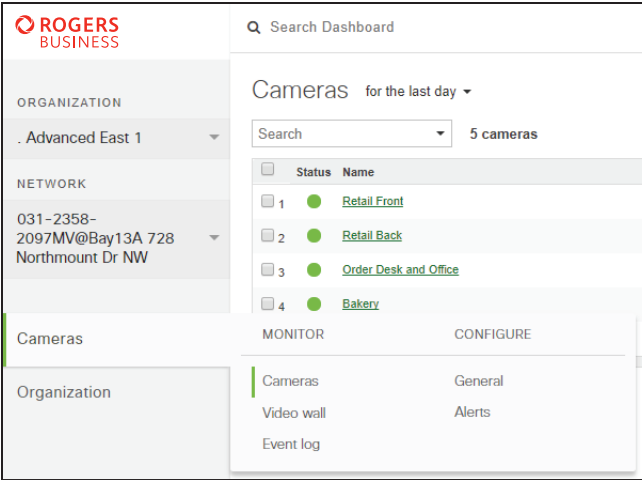 ROGERS
BUSINESS
Search Dashboard
ORGANIZATION
. Advanced East 1
NETWORK
031-2358-
2097MV@Bay13A 728
Northmount Dr NW
Cameras
Organization
Cameras for the last day
Search
5 cameras
Status Name
1 Retail Front
2 Retail Back
3 Order Desk and Office
4 Bakery
MONITOR
Cameras
Video wall
Event log
CONFIGURE
General
Alerts